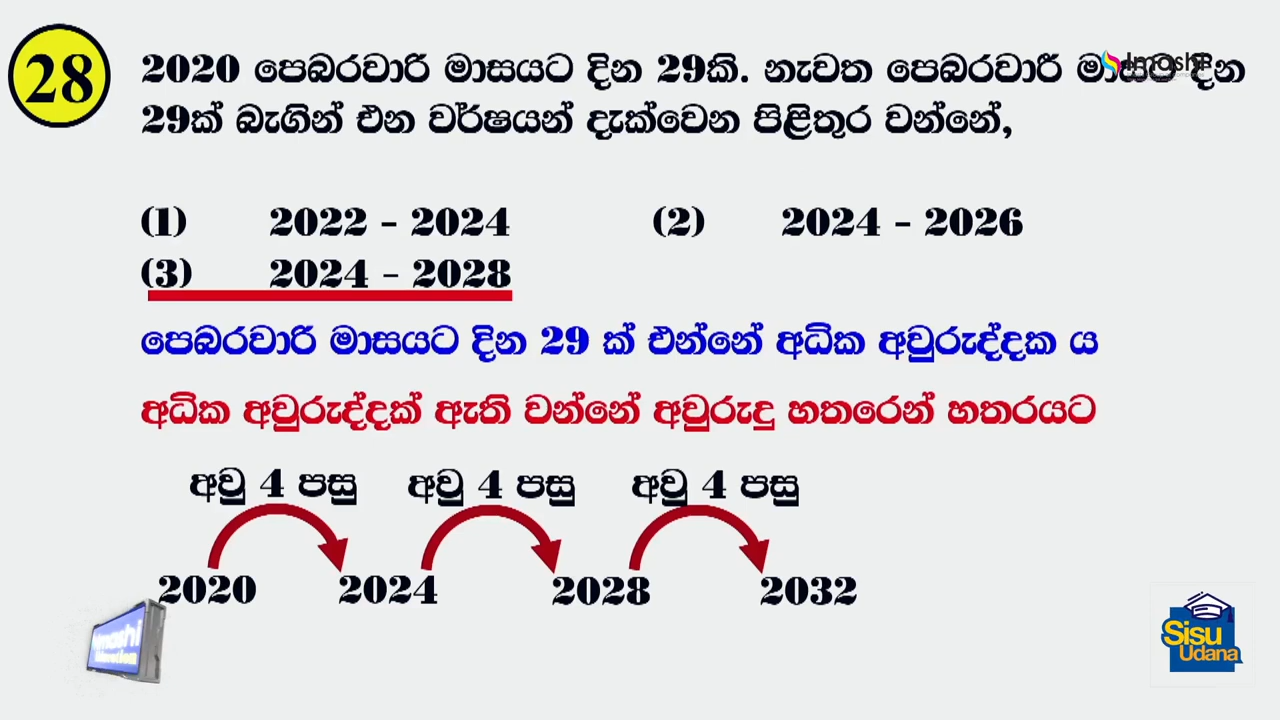 28
2020 පෙබරවාරි මාසයට දින 29කි. නැවත පෙබරවාරි මාසයට දින
29ක් බැගින් එන වර්ෂයන් දැක්වෙන පිළිතුර වන්නේ,
(1) 2022 - 2024 (2) 2024 - 2026
(3) 2024 - 2028
පෙබරවාරි මාසයට දින 29 ක් එන්නේ අධික අවුරුද්දක ය
අධික අවුරුද්දක් ඇති වන්නේ අවුරුදු හතරෙන් හතරයට
අවු 4 පසු අවු 4 පසු අවු 4 පසු
2020 2024 2028 2032
Sisu
Udana